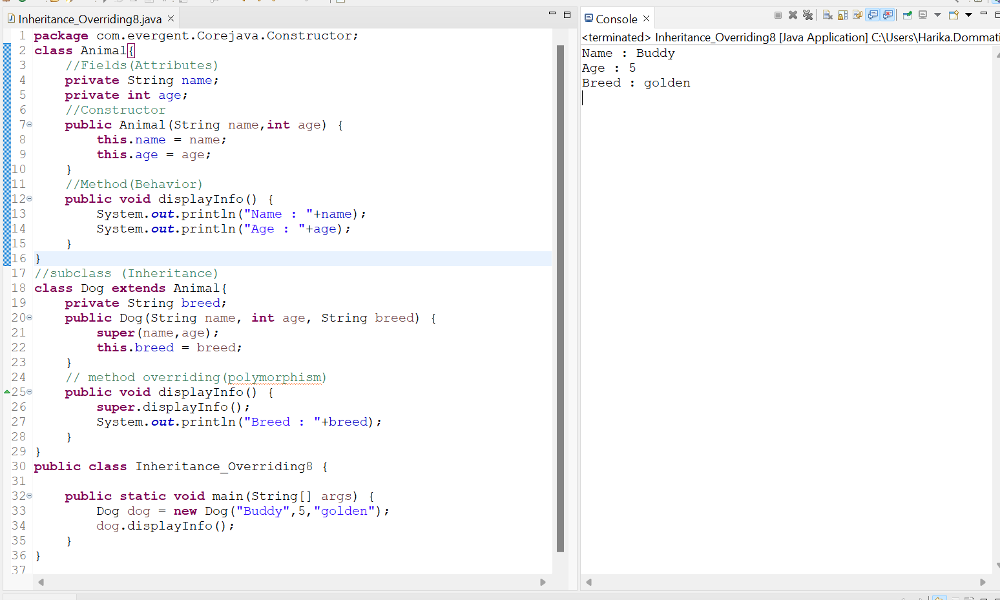 Inheritance_Overriding8.java
1 package com.evergent.Corejava.Constructor;
2 class Animal{
3 //Fields(Attributes)
4 private String name;
5 private int age;
6 //Constructor
7 public Animal(String name,int age) {
8 this.name = name;
9 this.age = age;
10 }
11 //Method(Behavior)
12 public void displayInfo() {
13 System.out.println("Name : "+name);
14 System.out.println("Age : "+age);
15 }
16 }
17 //subclass (Inheritance)
18 class Dog extends Animal{
19 private String breed;
20 public Dog(String name, int age, String breed) {
21 super(name,age);
22 this.breed = breed;
23 }
24 // method overriding(polymorphism)
25 public void displayInfo() {
26 super.displayInfo();
27 System.out.println("Breed : "+breed);
28 }
29 }
30 public class Inheritance_Overriding8 {
31
32 public static void main(String[] args) {
33 Dog dog = new Dog("Buddy",5,"golden");
34 dog.displayInfo();
35 }
36 }
37
Console
<terminated> Inheritance_Overriding8 [Java Application] C:\Users\Harika.Dommati
Name : Buddy
Age : 5
Breed : golden